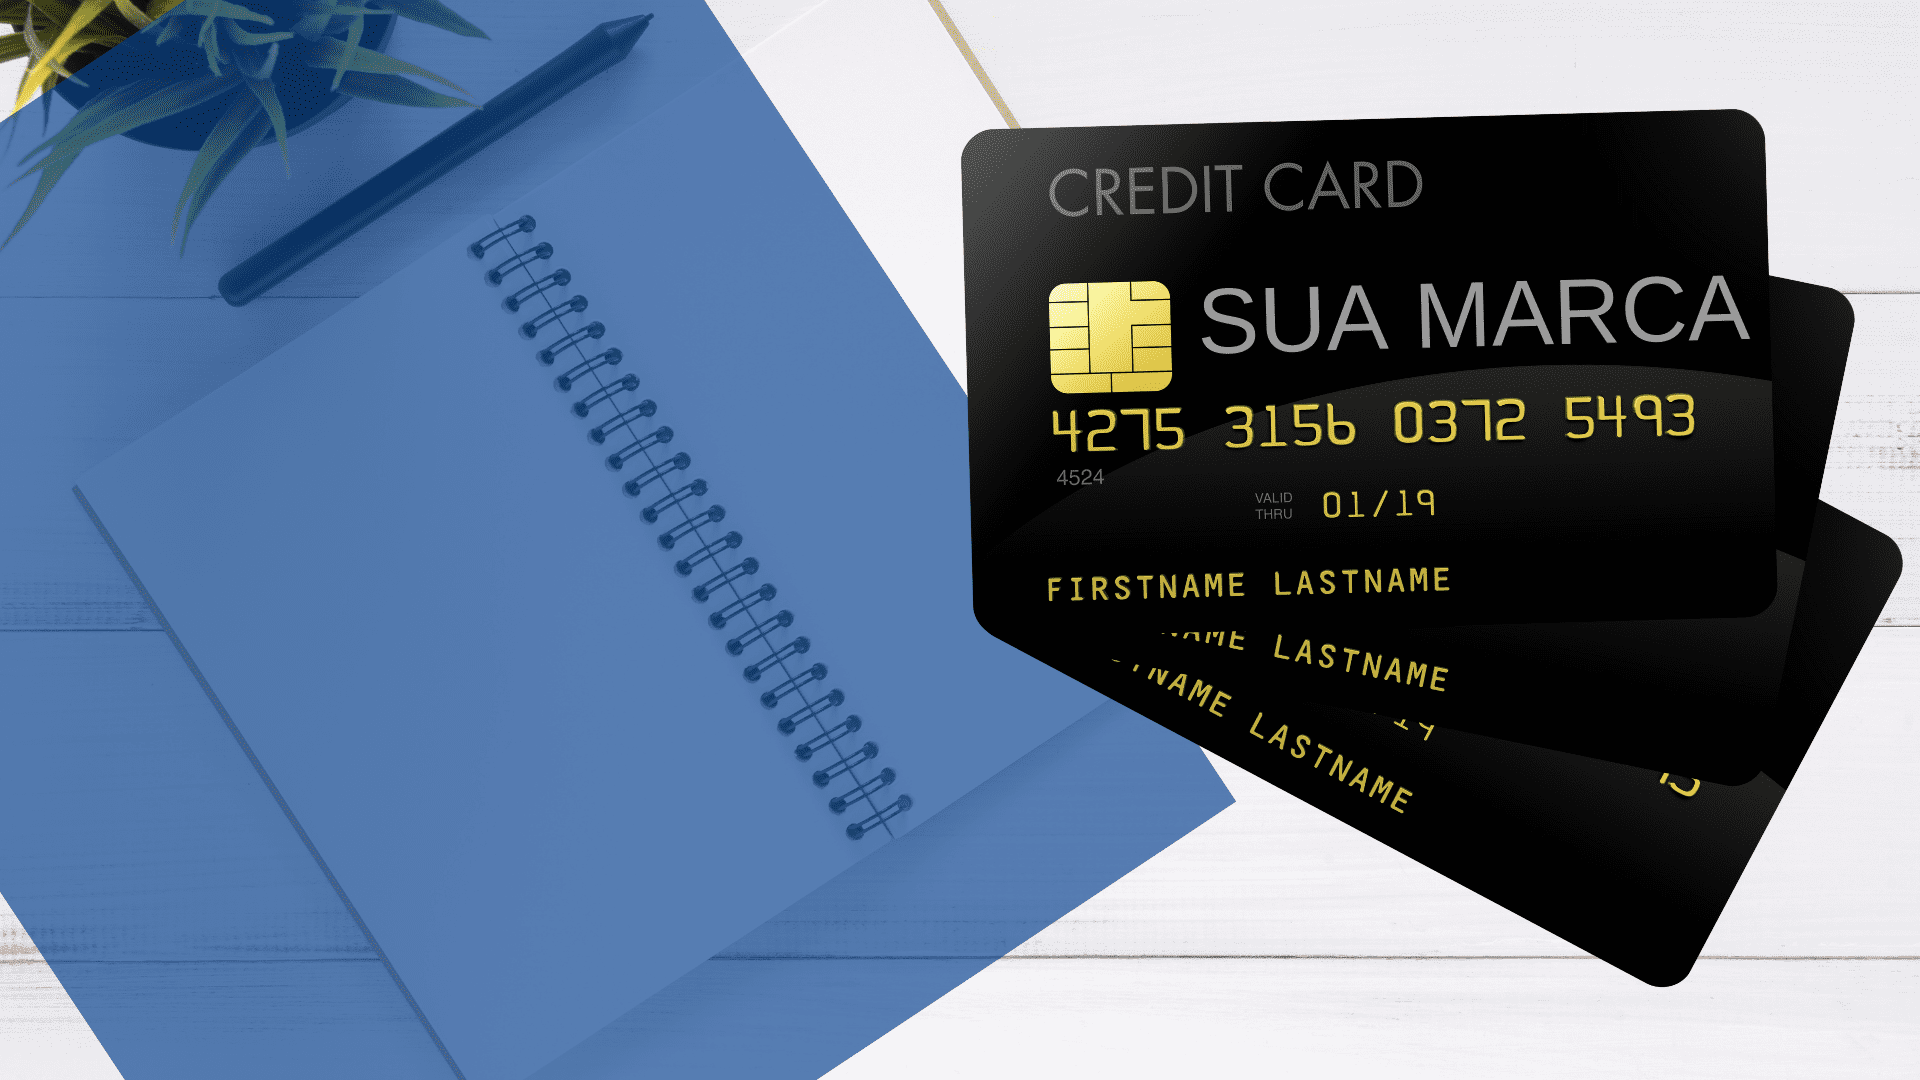 CREDIT CARD
SUA MARCA
4275 3156 0372 5493
4524
VALID
THRU
01/19
FIRSTNAME LASTNAME
LASTNAME
LASTNAME